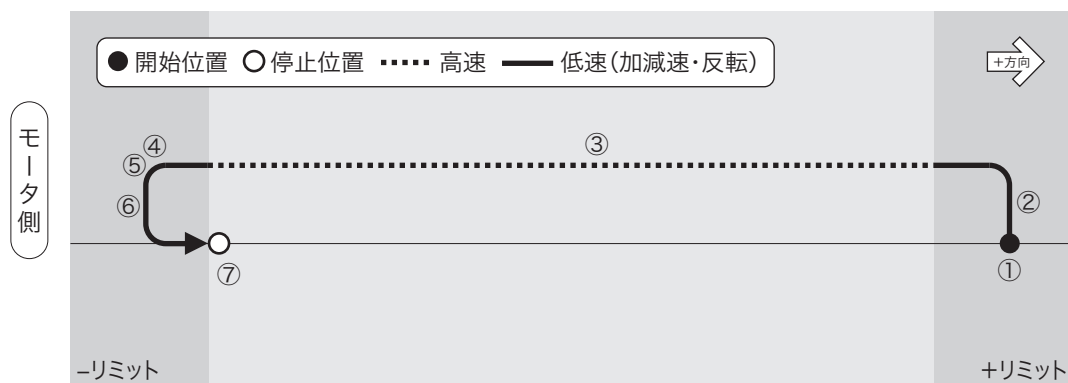 開始位置 停止位置 高速 低速(加減速・反転)
+方向
モータ側
④
③
⑤
⑥
②
⑦
①
−リミット
+リミット